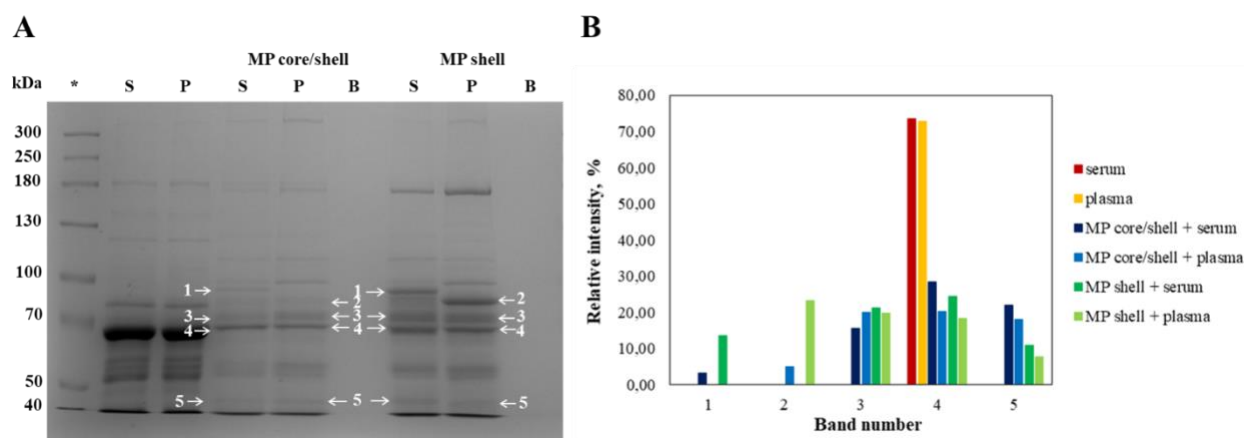 A
MP core/shell MP shell
kDa * S P S P B S P B
300
250
180
130
100
70
50
40
1→ 1→
←2 ←2
3→ ←3→ ←3
4→ ←4→ ←4
5→ ←5→ ←5
B
80,00
70,00
60,00
50,00
40,00
30,00
20,00
10,00
0,00
Relative intensity, %
1 2 3 4 5
Band number
serum
plasma
MP core/shell + serum
MP core/shell + plasma
MP shell + serum
MP shell + plasma